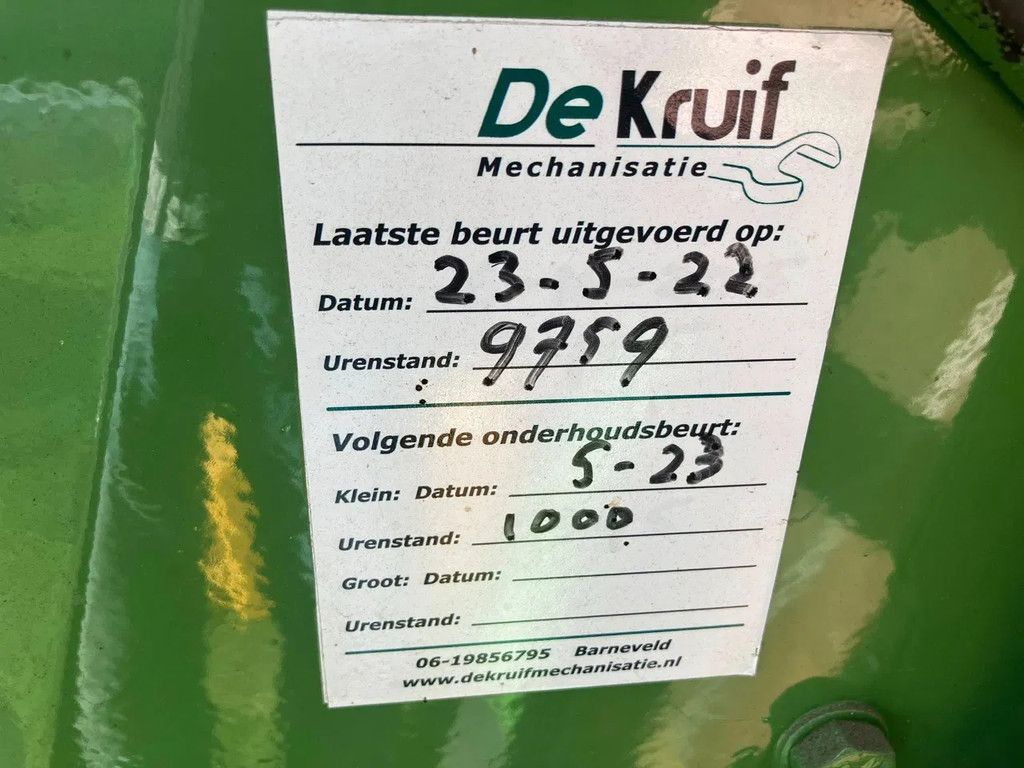 De Kruif
Mechanisatie
Laatste beurt uitgevoerd op:
Datum: 23-5-22
Urenstand: 9759
Volgende onderhoudsbeurt:
Klein: Datum: 5-23
Urenstand: 1000
Groot: Datum:
Urenstand:
06-19856795 Barneveld
www.dekruifmechanisatie.nl